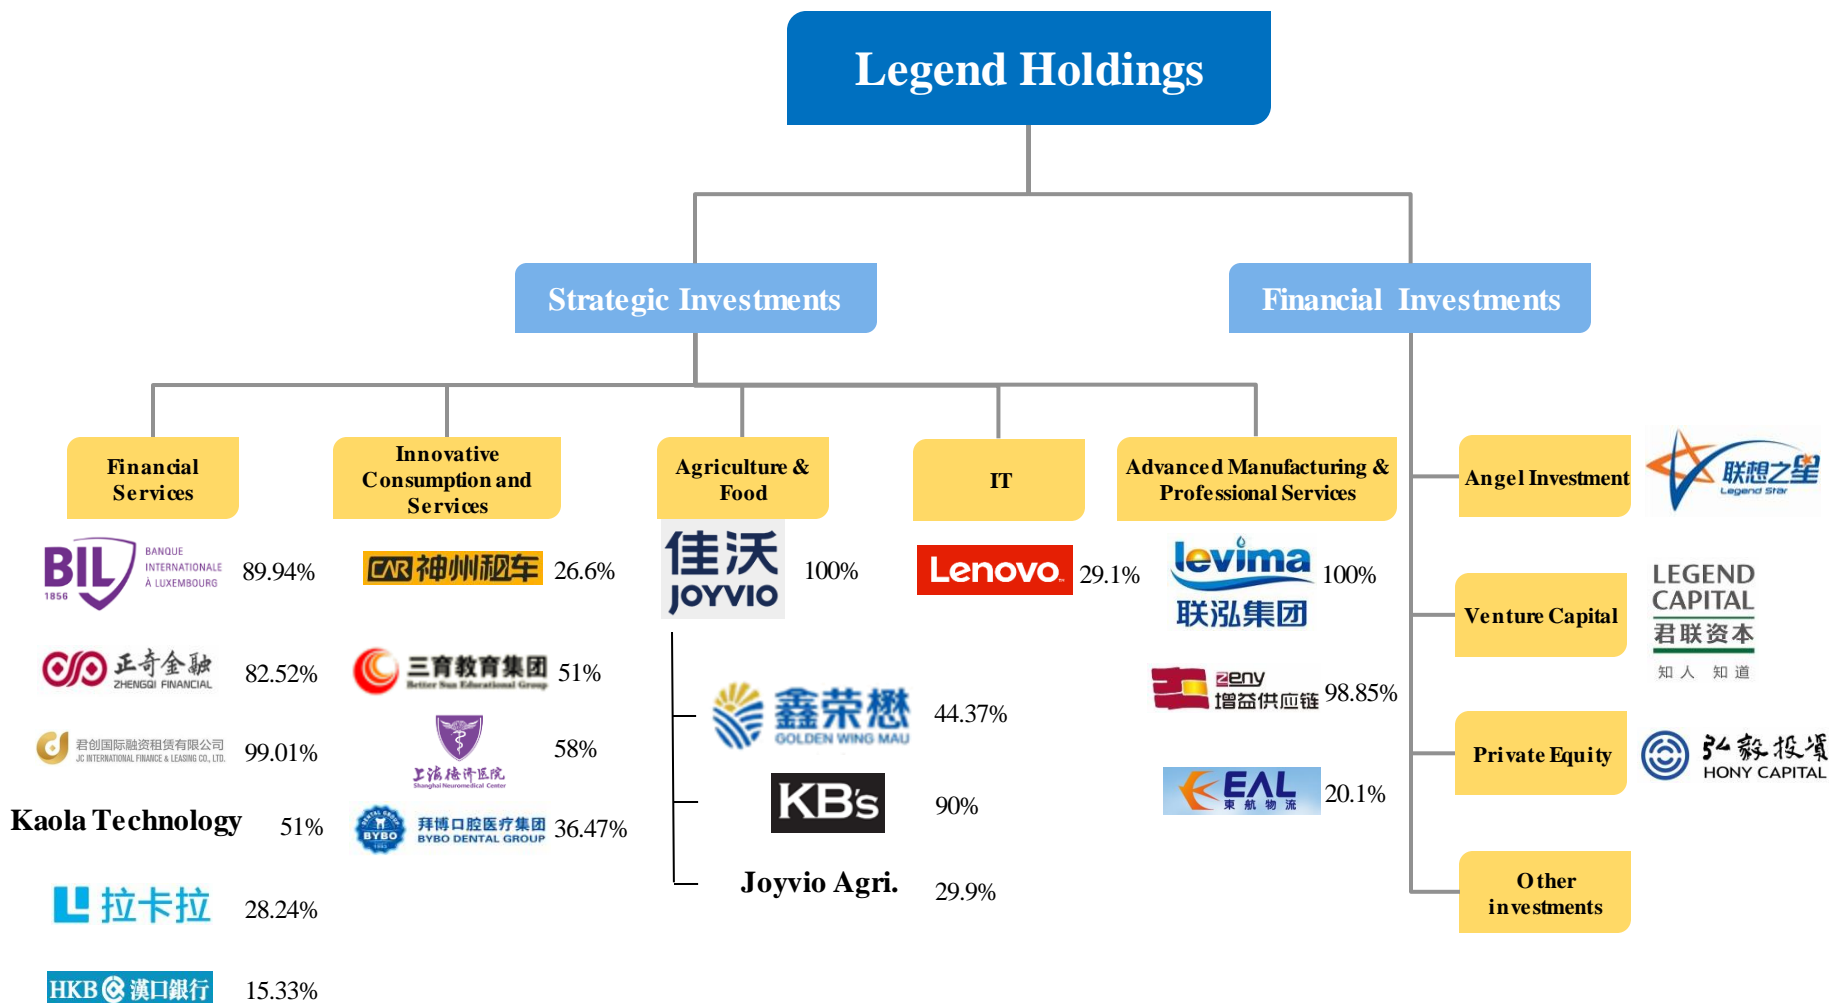 Legend Holdings
Strategic Investments
Financial Investments
Financial
Services
BIL
1856
BANQUE
INTERNATIONALE
À LUXEMBOURG
89.94%
正奇金融
ZHENGQI FINANCIAL
82.52%
君创国际融资租赁有限公司
JC INTERNATIONAL FINANCE & LEASING CO., LTD.
99.01%
Kaola Technology
51%
拉卡拉
28.24%
HKB 漢口銀行
15.33%
Innovative
Consumption and
Services
CAR 神州租车
26.6%
三育教育集团
Better Sun Educational Group
51%
上海德济医院
Shanghai Neuromedical Center
58%
DENTAL GROUP
BYBO
1993
拜博口腔医疗集团
BYBO DENTAL GROUP
36.47%
Agriculture &
Food
佳沃
JOYVIO
100%
鑫荣懋
GOLDEN WING MAU
44.37%
KB's
90%
Joyvio Agri.
29.9%
IT
Lenovo
29.1%
Advanced Manufacturing &
Professional Services
levima
联泓集团
100%
zenv
增益供应链
98.85%
EAL
東航物流
20.1%
Angel Investment
联想之星
Legend Star
Venture Capital
LEGEND
CAPITAL
君联资本
知人 知道
Private Equity
弘毅投資
HONY CAPITAL
Other
investments